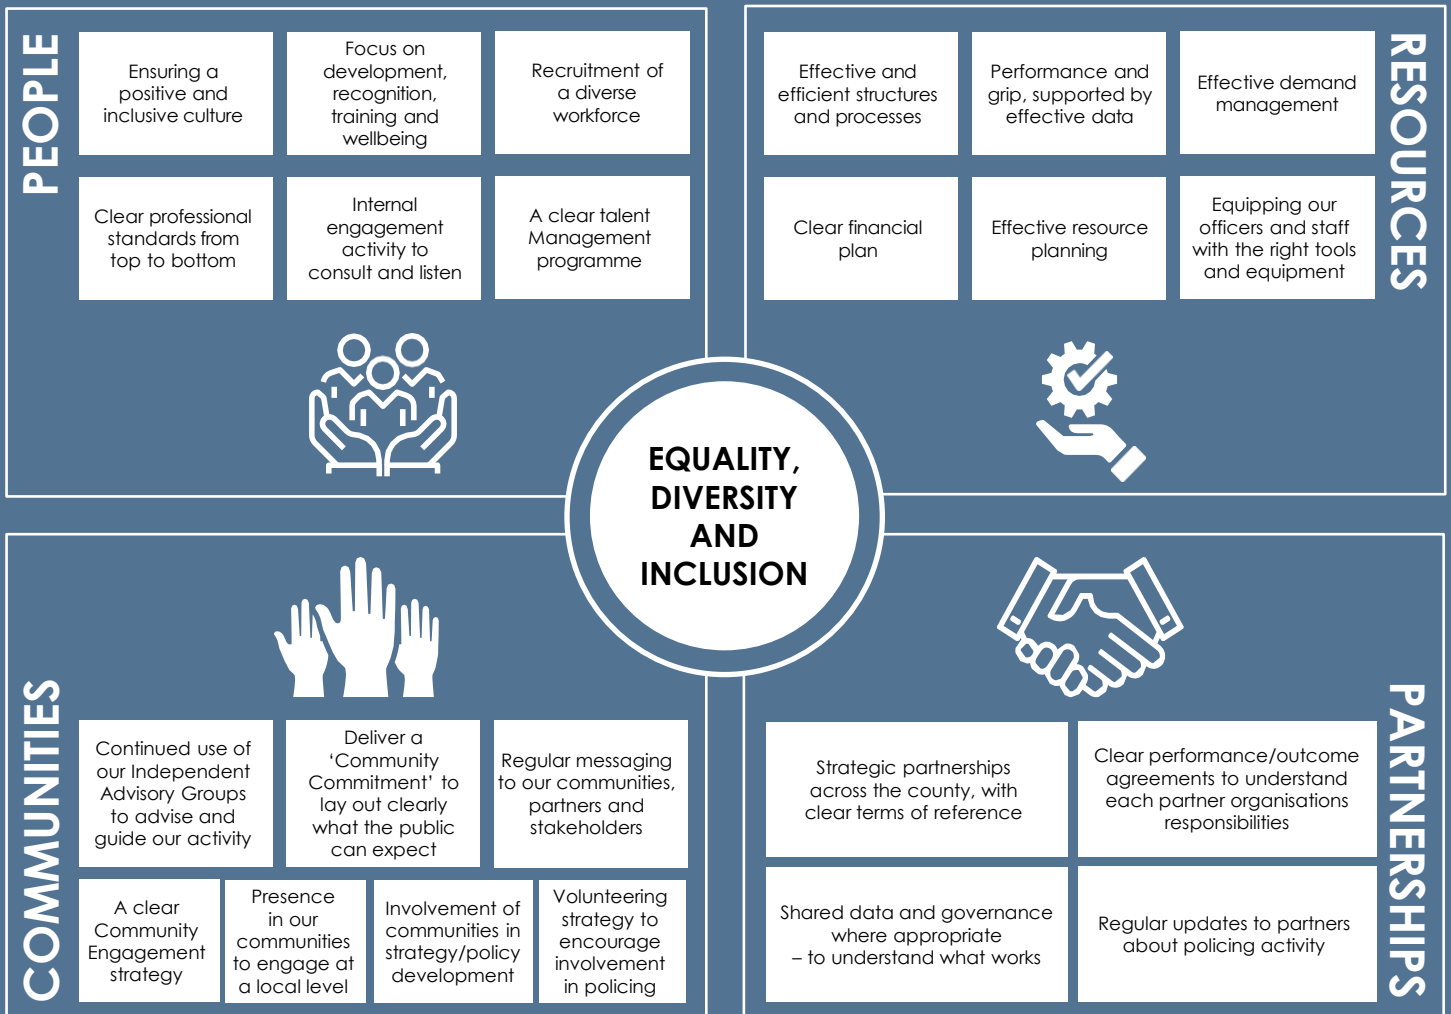 PEOPLE
Ensuring a
positive and
inclusive culture
Focus on
development,
recognition,
training and
wellbeing
Recruitment of
a diverse
workforce
Clear professional
standards from
top to bottom
Internal
engagement
activity to
consult and listen
A clear talent
Management
programme
RESOURCES
Effective and
efficient structures
and processes
Performance and
grip, supported by
effective data
Effective demand
management
Clear financial
plan
Effective resource
planning
Equipping our
officers and staff
with the right tools
and equipment
EQUALITY,
DIVERSITY
AND
INCLUSION
COMMUNITIES
Continued use of
our Independent
Advisory Groups
to advise and
guide our activity
Deliver a
‘Community
Commitment’ to
lay out clearly
what the public
can expect
Regular messaging
to our communities,
partners and
stakeholders
A clear
Community
Engagement
strategy
Presence
in our
communities
to engage at
a local level
Involvement of
communities in
strategy/policy
development
Volunteering
strategy to
encourage
involvement
in policing
PARTNERSHIPS
Strategic partnerships
across the county, with
clear terms of reference
Clear performance/outcome
agreements to understand
each partner organisations
responsibilities
Shared data and governance
where appropriate
– to understand what works
Regular updates to partners
about policing activity